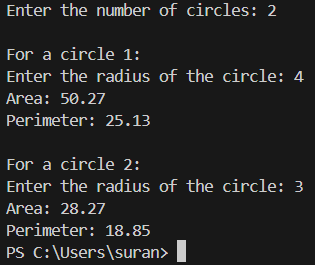 Enter the number of circles: 2
For a circle 1:
Enter the radius of the circle: 4
Area: 50.27
Perimeter: 25.13
For a circle 2:
Enter the radius of the circle: 3
Area: 28.27
Perimeter: 18.85
PS C:\Users\suran>